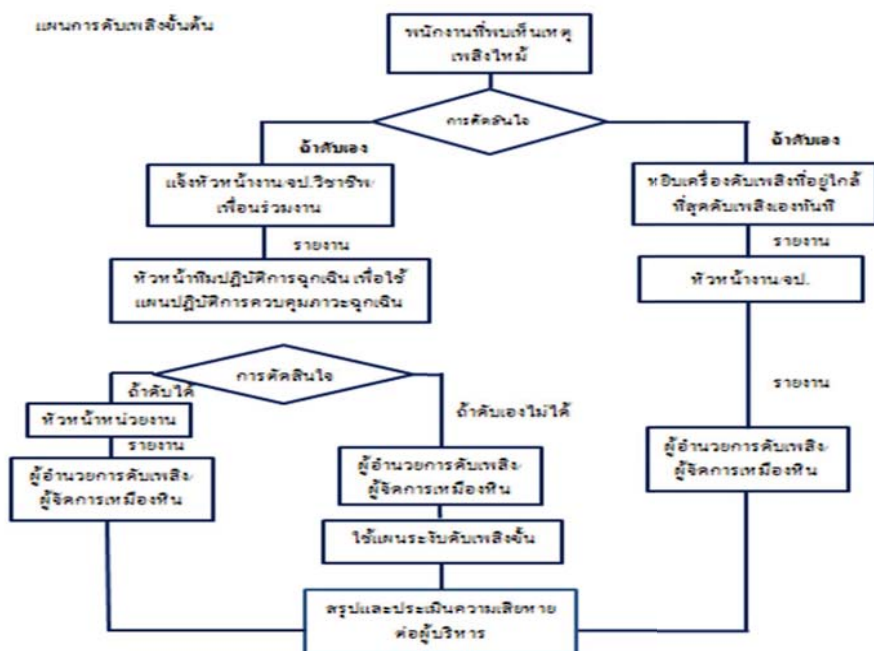 แผนการดับเพลิงขั้นต้น
พนักงานที่พบเห็นเหตุ
เพลิงไหม้
การตัดสินใจ
ถ้าดับเอง
ถ้าดับเอง
แจ้งหัวหน้างาน/จป.วิชาชีพ/
เพื่อนร่วมงาน
หยิบเครื่องดับเพลิงที่อยู่ใกล้
ที่สุดดับเพลิงเองทันที
รายงาน
รายงาน
หัวหน้าทีมปฏิบัติการฉุกเฉิน เพื่อใช้
แผนปฏิบัติการควบคุมภาวะฉุกเฉิน
หัวหน้างาน/จป.
การตัดสินใจ
ถ้าดับได้
ถ้าดับเองไม่ได้
รายงาน
หัวหน้าหน่วยงาน
รายงาน
ผู้อำนวยการดับเพลิง/
ผู้จัดการเหมืองหิน
ผู้อำนวยการดับเพลิง/
ผู้จัดการเหมืองหิน
ผู้อำนวยการดับเพลิง/
ผู้จัดการเหมืองหิน
ใช้แผนระงับดับเพลิงขั้น
สรุปและประเมินความเสียหาย
ต่อผู้บริหาร